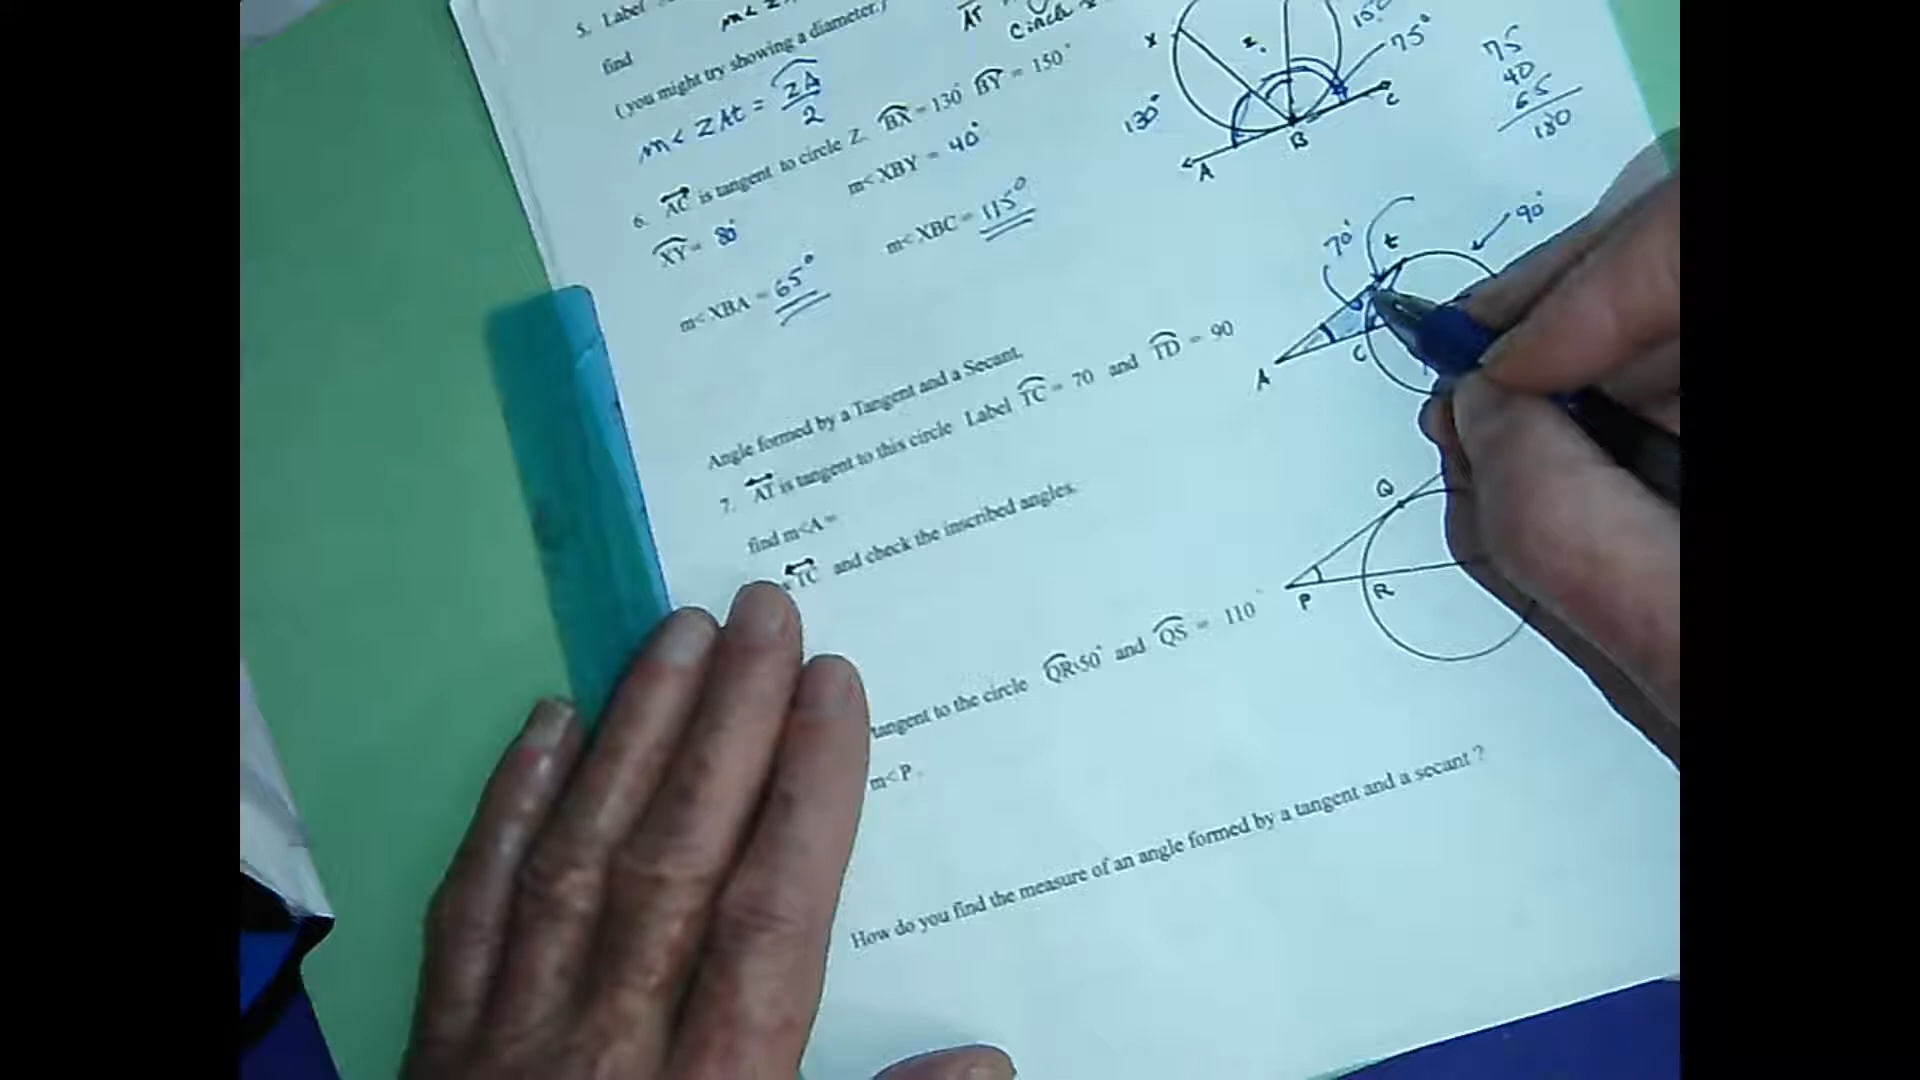 5. Label m<
find
(you might try showing a diameter.)
m< ZAt = ZA / 2
AT
Circle
6. AC is tangent to circle Z. BX = 130° BY = 150°
XY = 80° m< XBY = 40°
m< XBA = 65° m< XBC = 115°
X
Z
150
75°
130°
A
B
C
75
40
65
180
Angle formed by a Tangent and a Secant.
7. AT is tangent to this circle Label TC = 70 and TD = 90
find m<A =
TC and check the inscribed angles.
70°
t
90°
A
C
tangent to the circle QR=50° and QS = 110°
m< P
Q
P
R
How do you find the measure of an angle formed by a tangent and a secant ?